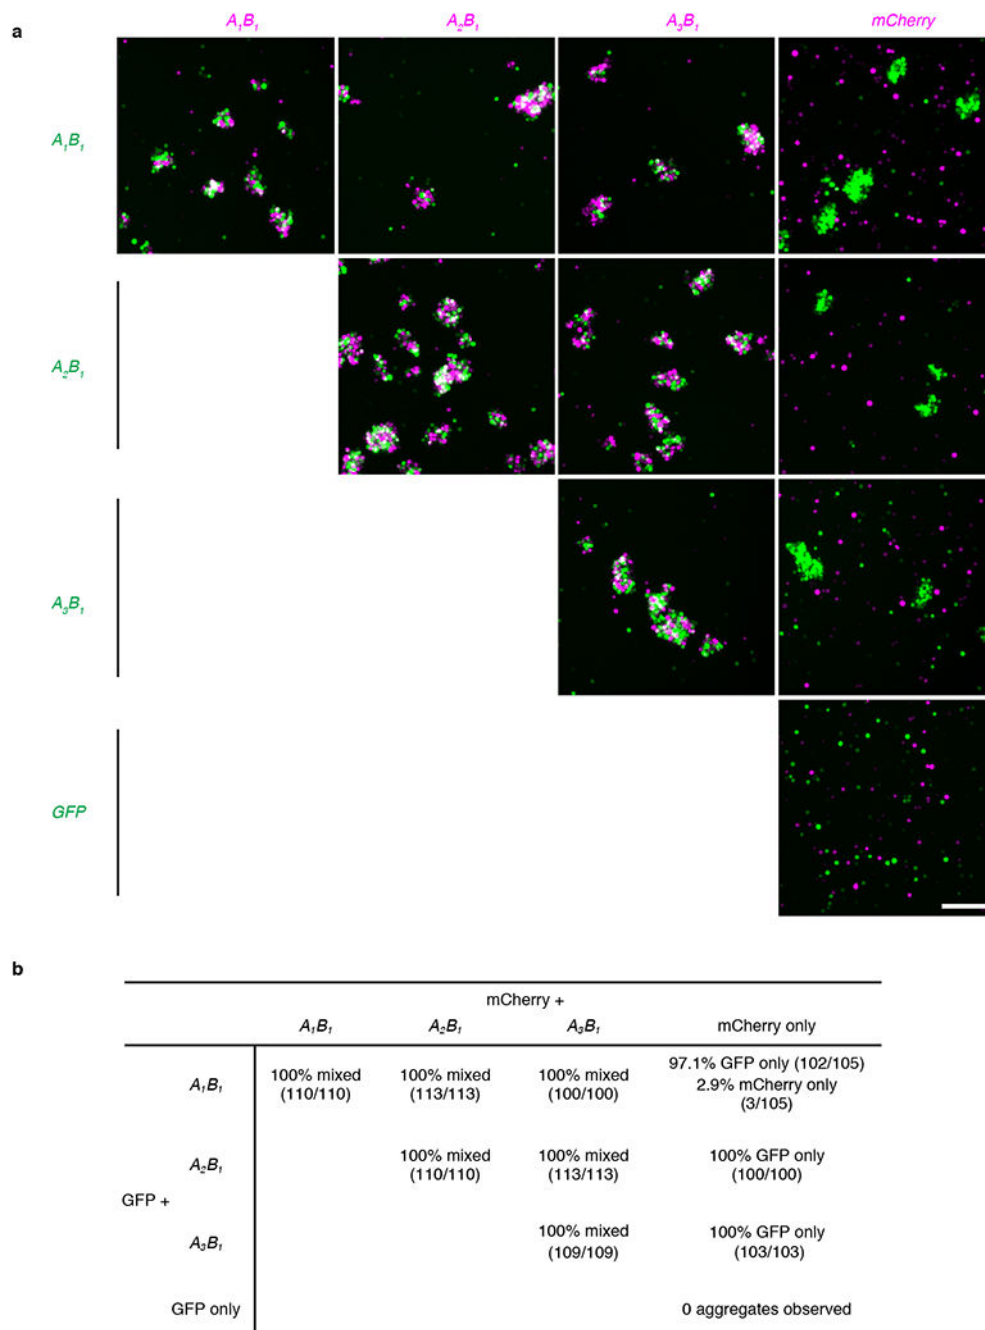 a
A₁B₁ A₂B₁ A₃B₁ mCherry
A₁B₁
A₂B₁
A₃B₁
GFP
b
mCherry +
A₁B₁ A₂B₁ A₃B₁ mCherry only
A₁B₁ 100% mixed 100% mixed 100% mixed 97.1% GFP only (102/105)
(110/110) (113/113) (100/100) 2.9% mCherry only
(3/105)
A₂B₁ 100% mixed 100% mixed 100% GFP only
(110/110) (113/113) (100/100)
GFP +
A₃B₁ 100% mixed 100% GFP only
(109/109) (103/103)
GFP only 0 aggregates observed